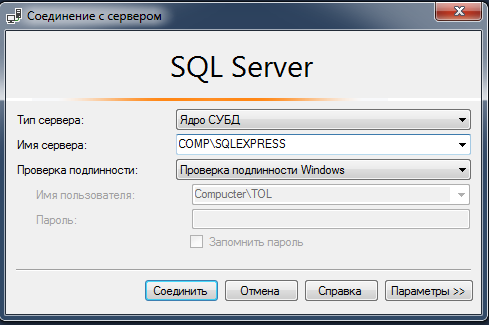 Соединение с сервером
SQL Server
Тип сервера: Ядро СУБД
Имя сервера: COMP\SQLEXPRESS
Проверка подлинности: Проверка подлинности Windows
Имя пользователя: Compucter\TOL
Пароль:
Запомнить пароль
Соединить Отмена Справка Параметры >>